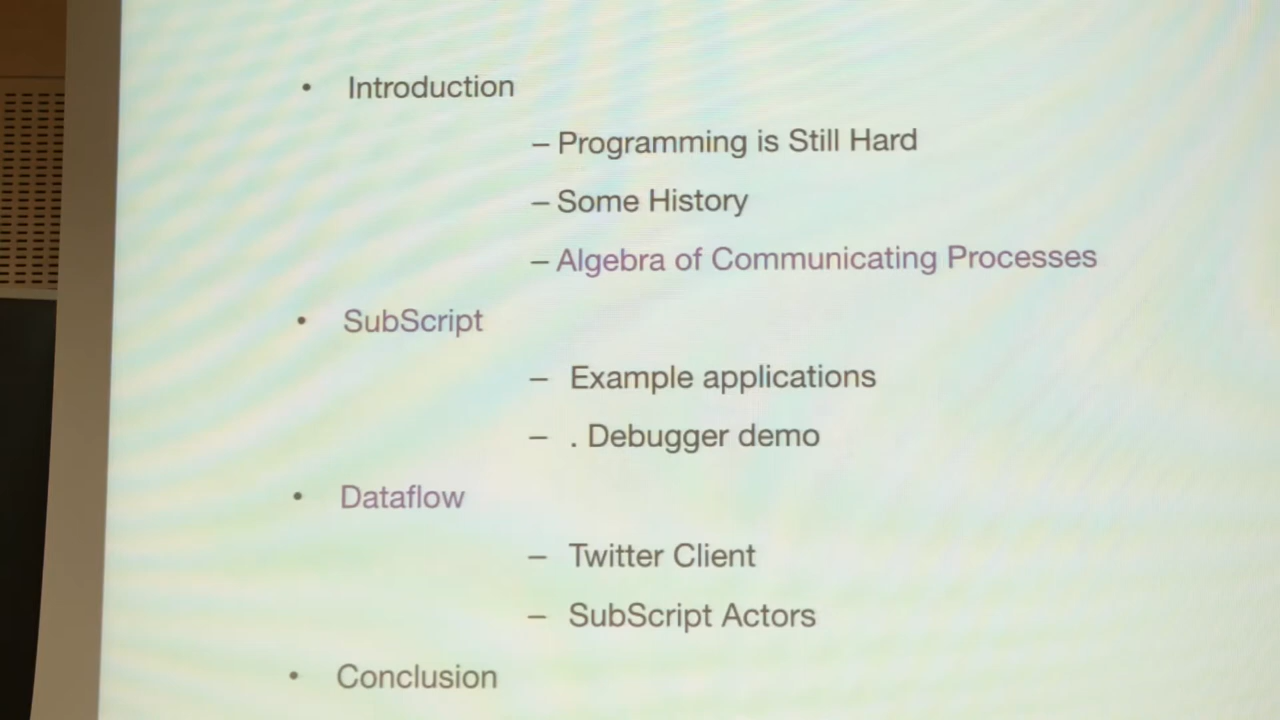 • Introduction
– Programming is Still Hard
– Some History
– Algebra of Communicating Processes
• SubScript
– Example applications
– . Debugger demo
• Dataflow
– Twitter Client
– SubScript Actors
• Conclusion